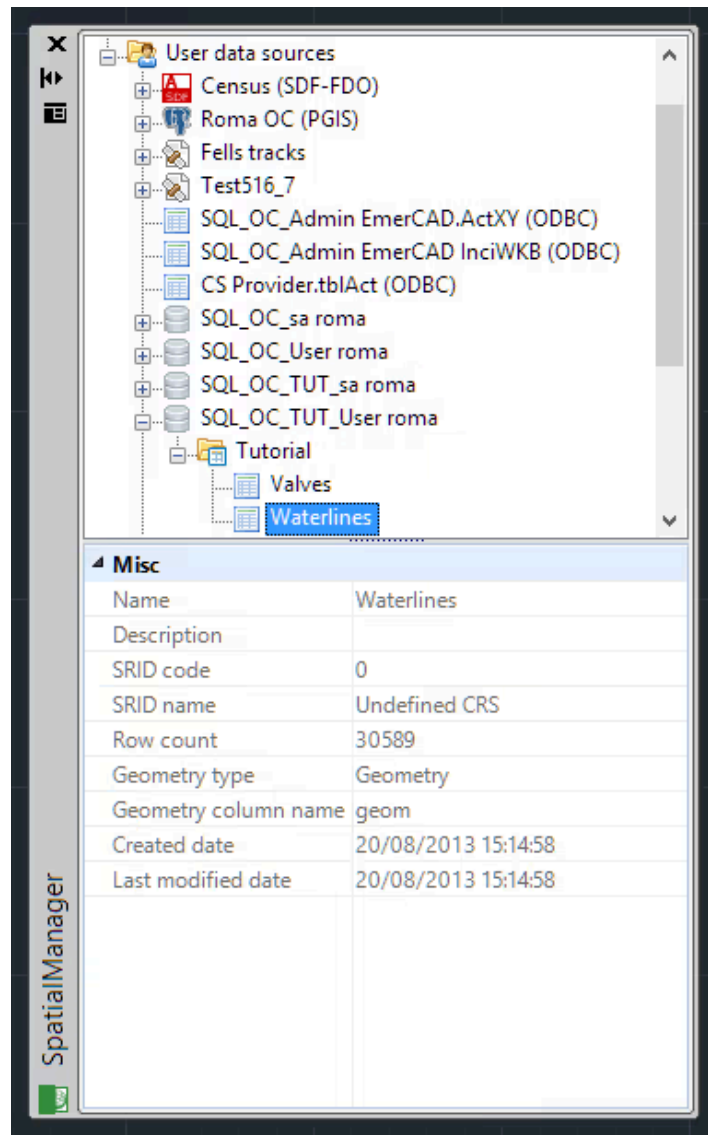 User data sources
Census (SDF-FDO)
Roma OC (PGIS)
Fells tracks
Test516_7
SQL_OC_Admin EmerCAD.ActXY (ODBC)
SQL_OC_Admin EmerCAD InciWKB (ODBC)
CS Provider.tblAct (ODBC)
SQL_OC_sa roma
SQL_OC_User roma
SQL_OC_TUT_sa roma
SQL_OC_TUT_User roma
Tutorial
Valves
Waterlines
Misc
Name Waterlines
Description
SRID code 0
SRID name Undefined CRS
Row count 30589
Geometry type Geometry
Geometry column name geom
Created date 20/08/2013 15:14:58
Last modified date 20/08/2013 15:14:58
SpatialManager